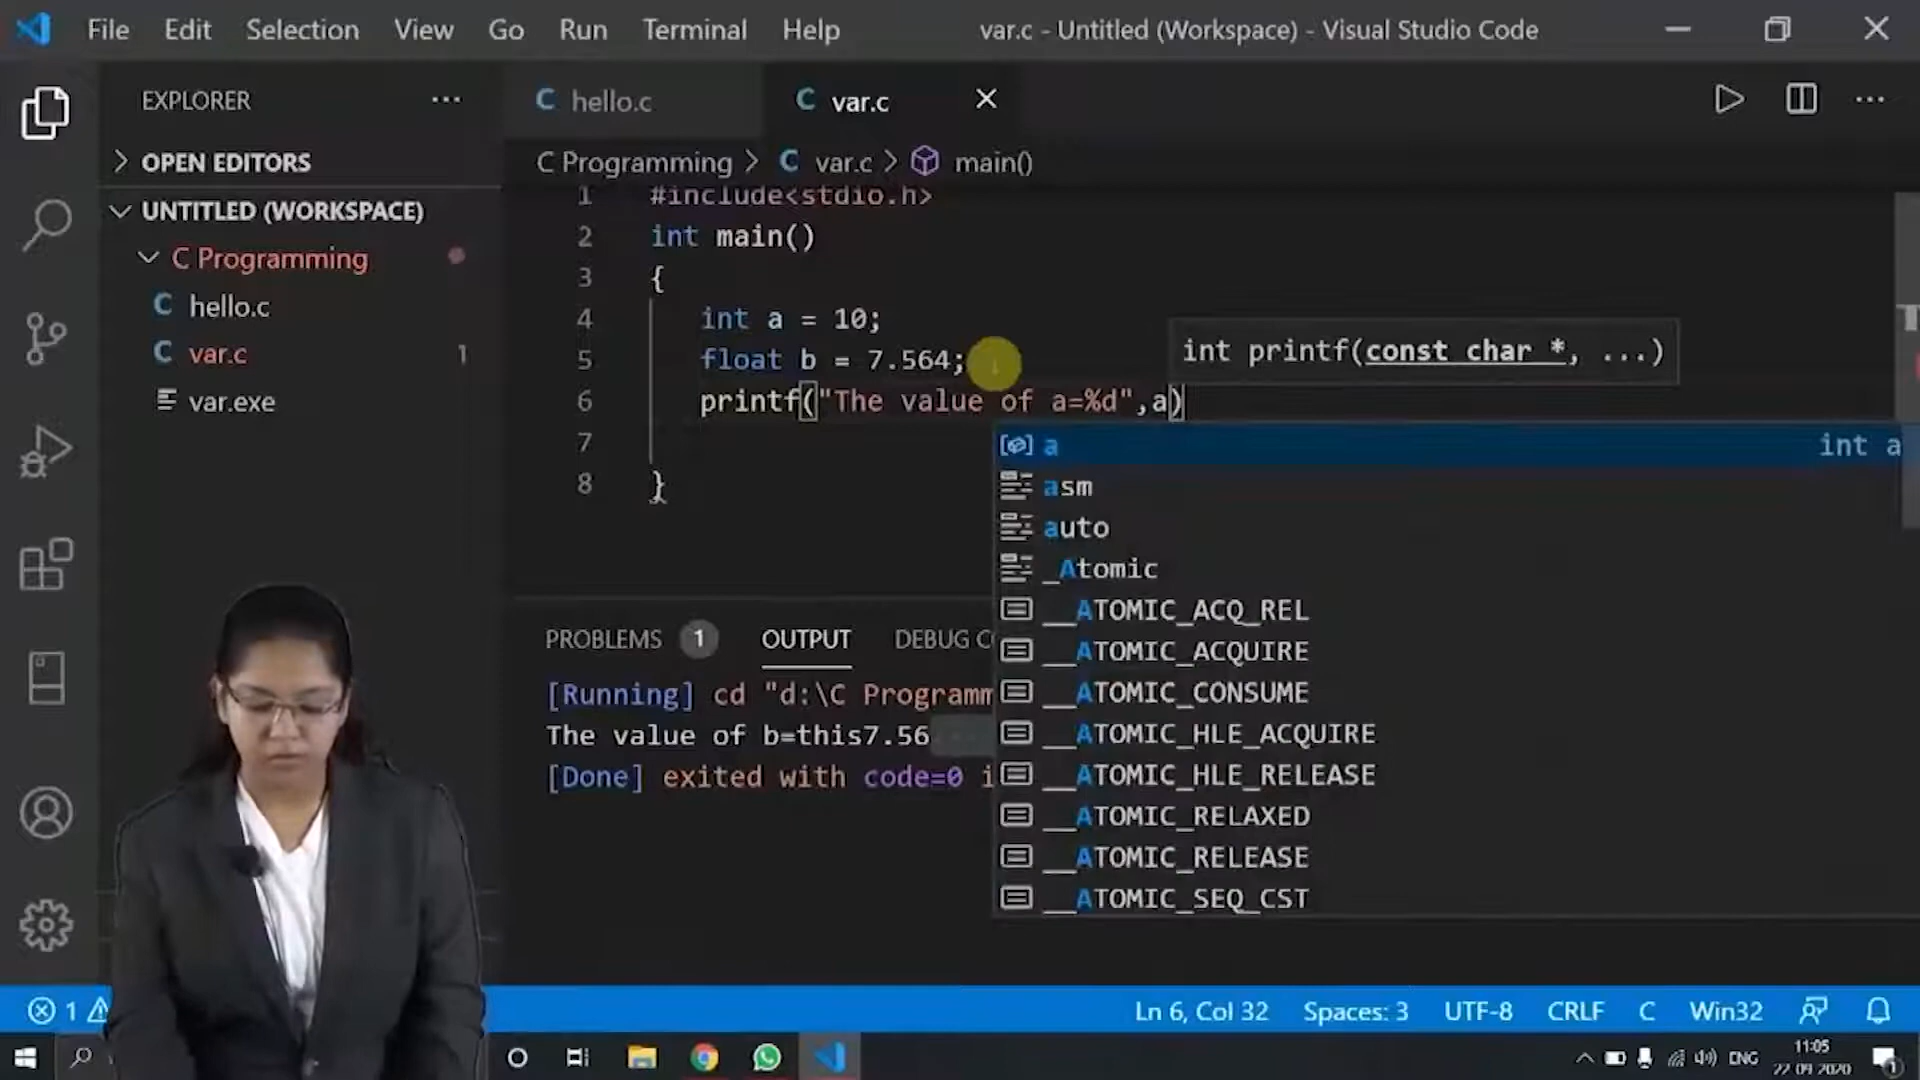 File Edit Selection View Go Run Terminal Help var.c - Untitled (Workspace) - Visual Studio Code
EXPLORER
OPEN EDITORS
UNTITLED (WORKSPACE)
C Programming
C hello.c
C var.c 1
var.exe
C hello.c C var.c
C Programming > C var.c > main()
1 #include<stdio.h>
2 int main()
3 {
4 int a = 10;
5 float b = 7.564;
6 printf("The value of a=%d",a)
7
8 }
int printf(const char *, ...)
a int a
asm
auto
_Atomic
__ATOMIC_ACQ_REL
__ATOMIC_ACQUIRE
__ATOMIC_CONSUME
__ATOMIC_HLE_ACQUIRE
__ATOMIC_HLE_RELEASE
__ATOMIC_RELAXED
__ATOMIC_RELEASE
__ATOMIC_SEQ_CST
PROBLEMS 1 OUTPUT DEBUG C
[Running] cd "d:\C Programm
The value of b=this7.56
[Done] exited with code=0 i
1 Ln 6, Col 32 Spaces: 3 UTF-8 CRLF C Win32
ENG 11:05
22-09-2020
1